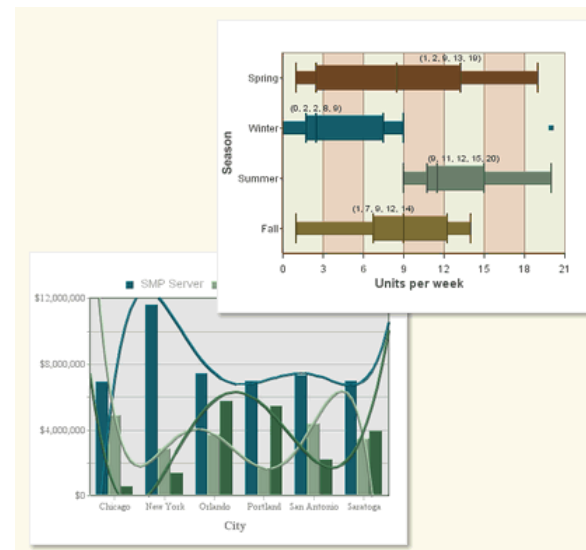 (1, 2, 9, 13, 19)
Spring
(0, 2, 2, 8, 9)
Winter
(9, 11, 12, 15, 20)
Summer
(1, 7, 9, 12, 14)
Fall
Season
0 3 6 9 12 15 18 21
Units per week
SMP Server
$12,000,000
$8,000,000
$4,000,000
$0
Chicago New York Orlando Portland San Antonio Saratoga
City